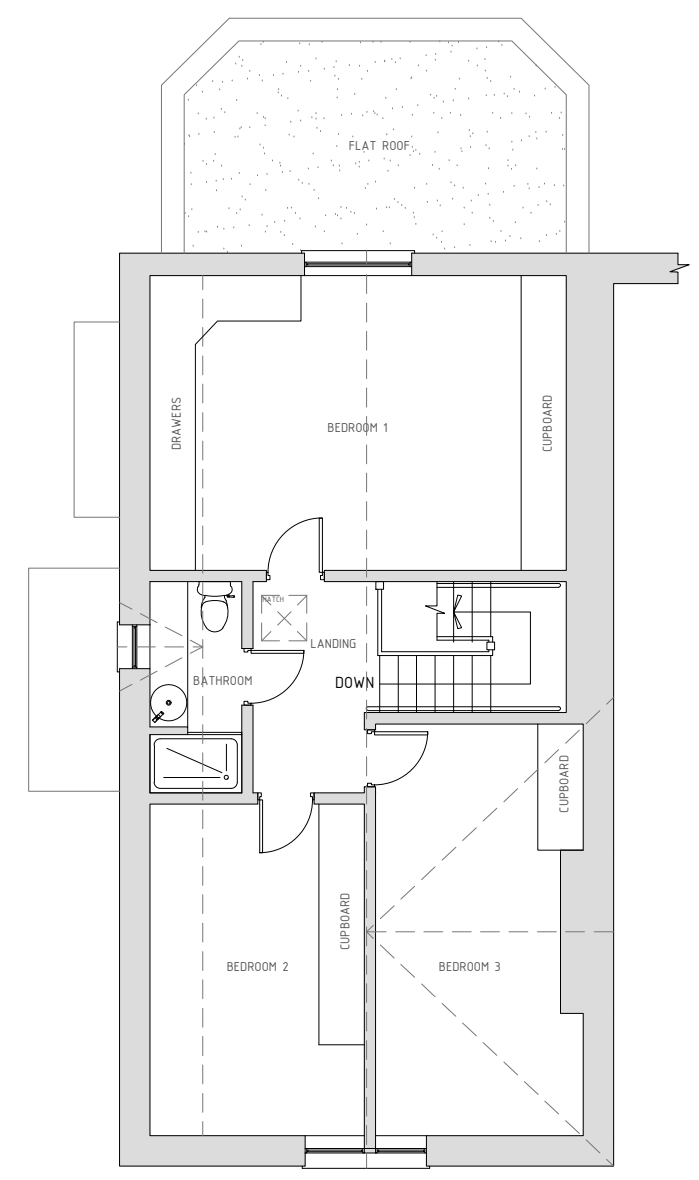 FLAT ROOF
DRAWERS
BEDROOM 1
CUPBOARD
HATCH
LANDING
BATHROOM
DOWN
CUPBOARD
CUPBOARD
BEDROOM 2
BEDROOM 3